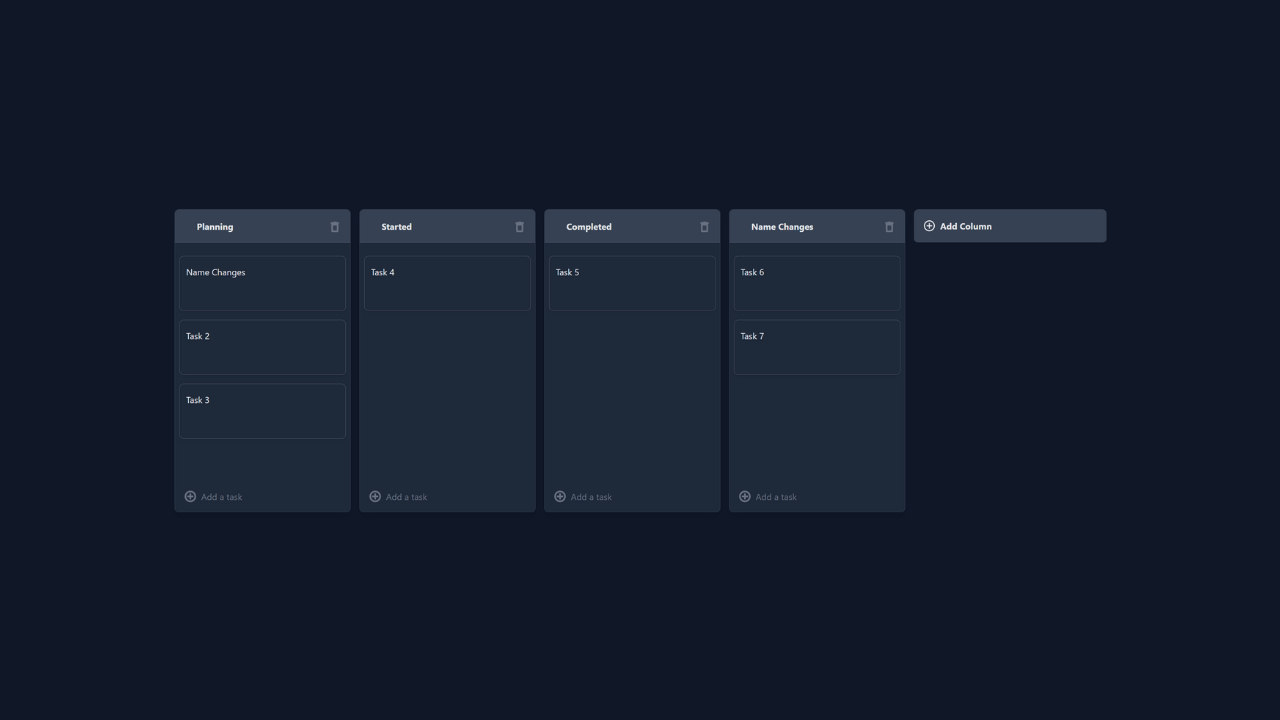 Planning
Name Changes
Task 2
Task 3
Add a task
Started
Task 4
Add a task
Completed
Task 5
Add a task
Name Changes
Task 6
Task 7
Add a task
Add Column